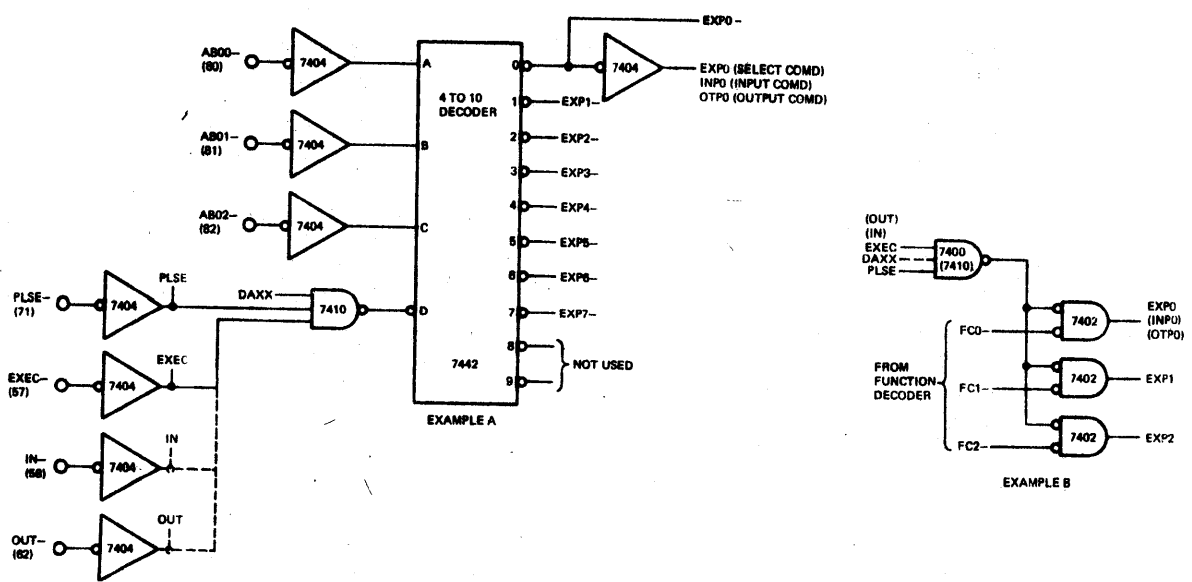 EXP0-
AB00-
(80)
7404
A
0
7404
EXP0 (SELECT COMD)
INP0 (INPUT COMD)
OTP0 (OUTPUT COMD)
4 TO 10
DECODER
1
EXP1-
AB01-
(81)
7404
B
2
EXP2-
3
EXP3-
AB02-
(82)
7404
C
4
EXP4-
5
EXP5-
6
EXP6-
PLSE-
(71)
7404
PLSE
DAXX
7410
D
7
EXP7-
8
9
NOT USED
7442
EXAMPLE A
EXEC-
(57)
7404
EXEC
IN-
(58)
7404
IN
OUT-
(62)
7404
OUT
(OUT)
(IN)
EXEC
DAXX
PLSE
7400
(7410)
FROM
FUNCTION
DECODER
FC0-
7402
EXP0
(INP0)
(OTP0)
FC1-
7402
EXP1
FC2-
7402
EXP2
EXAMPLE B